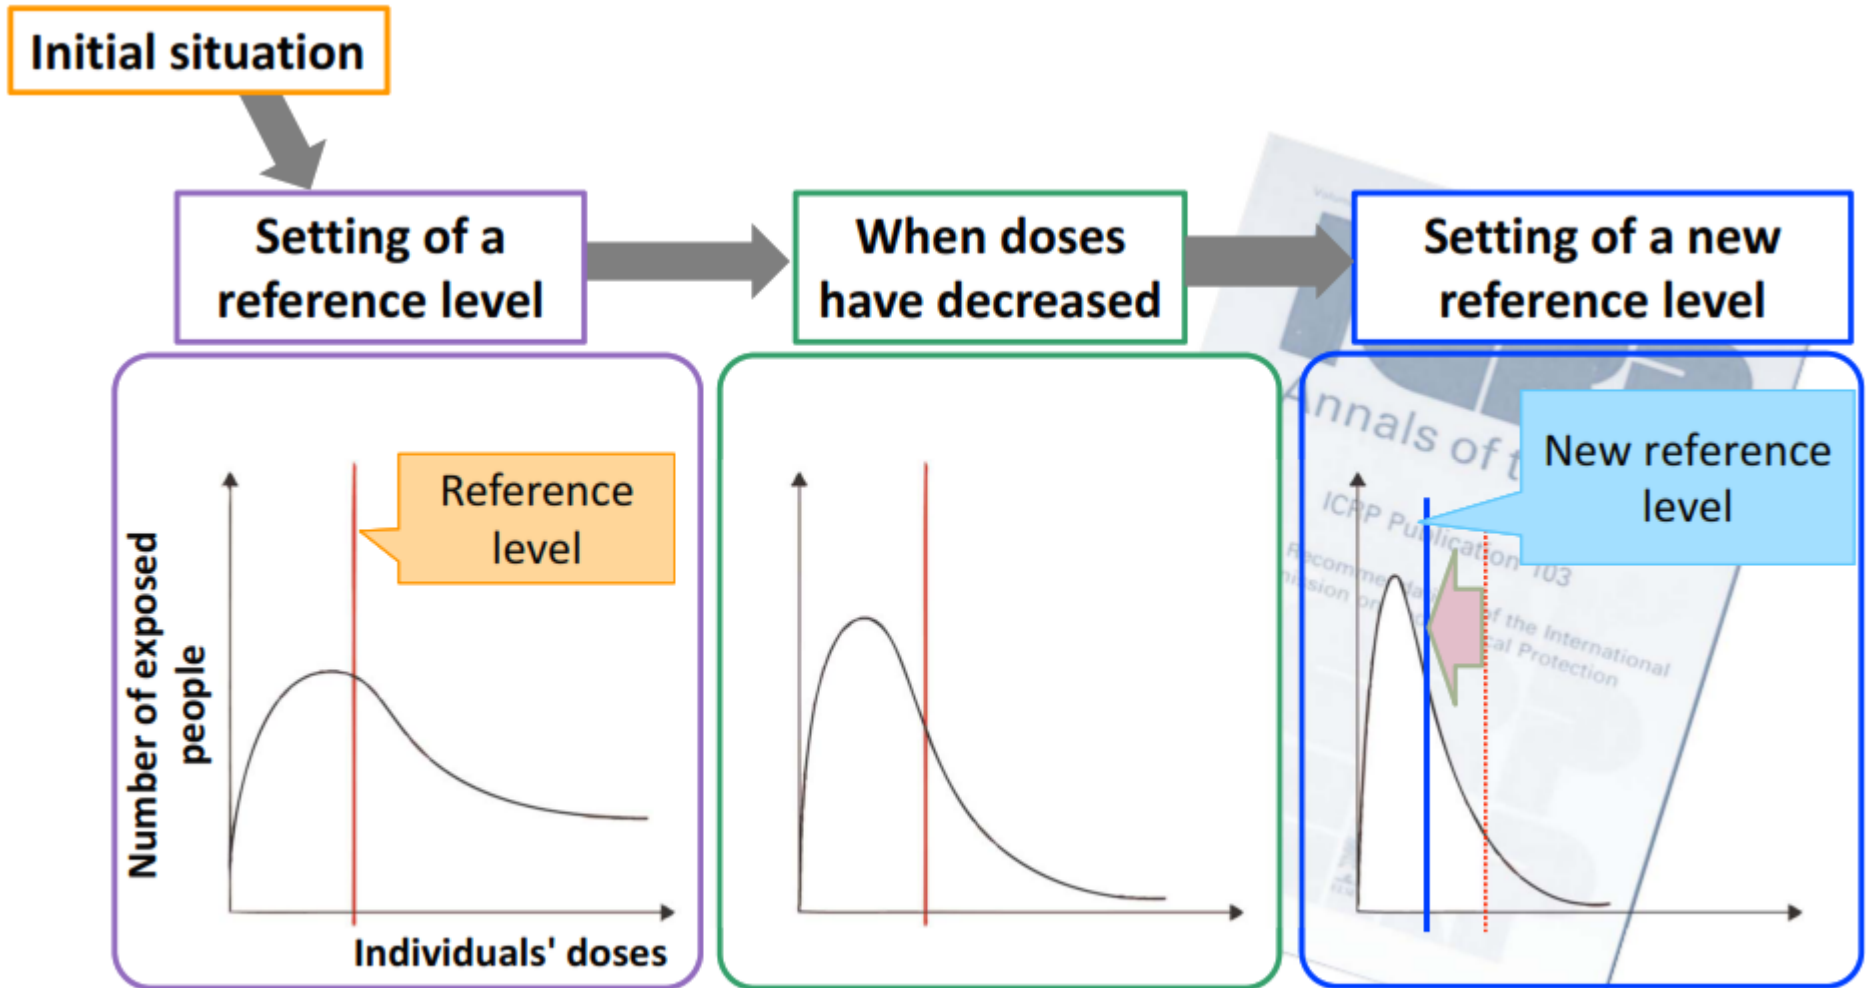 Initial situation
Setting of a
reference level
When doses
have decreased
Setting of a new
reference level
Reference
level
Number of exposed
people
Individuals' doses
New reference
level
Annals of t
ICRP Publication 103
of the International
Protection